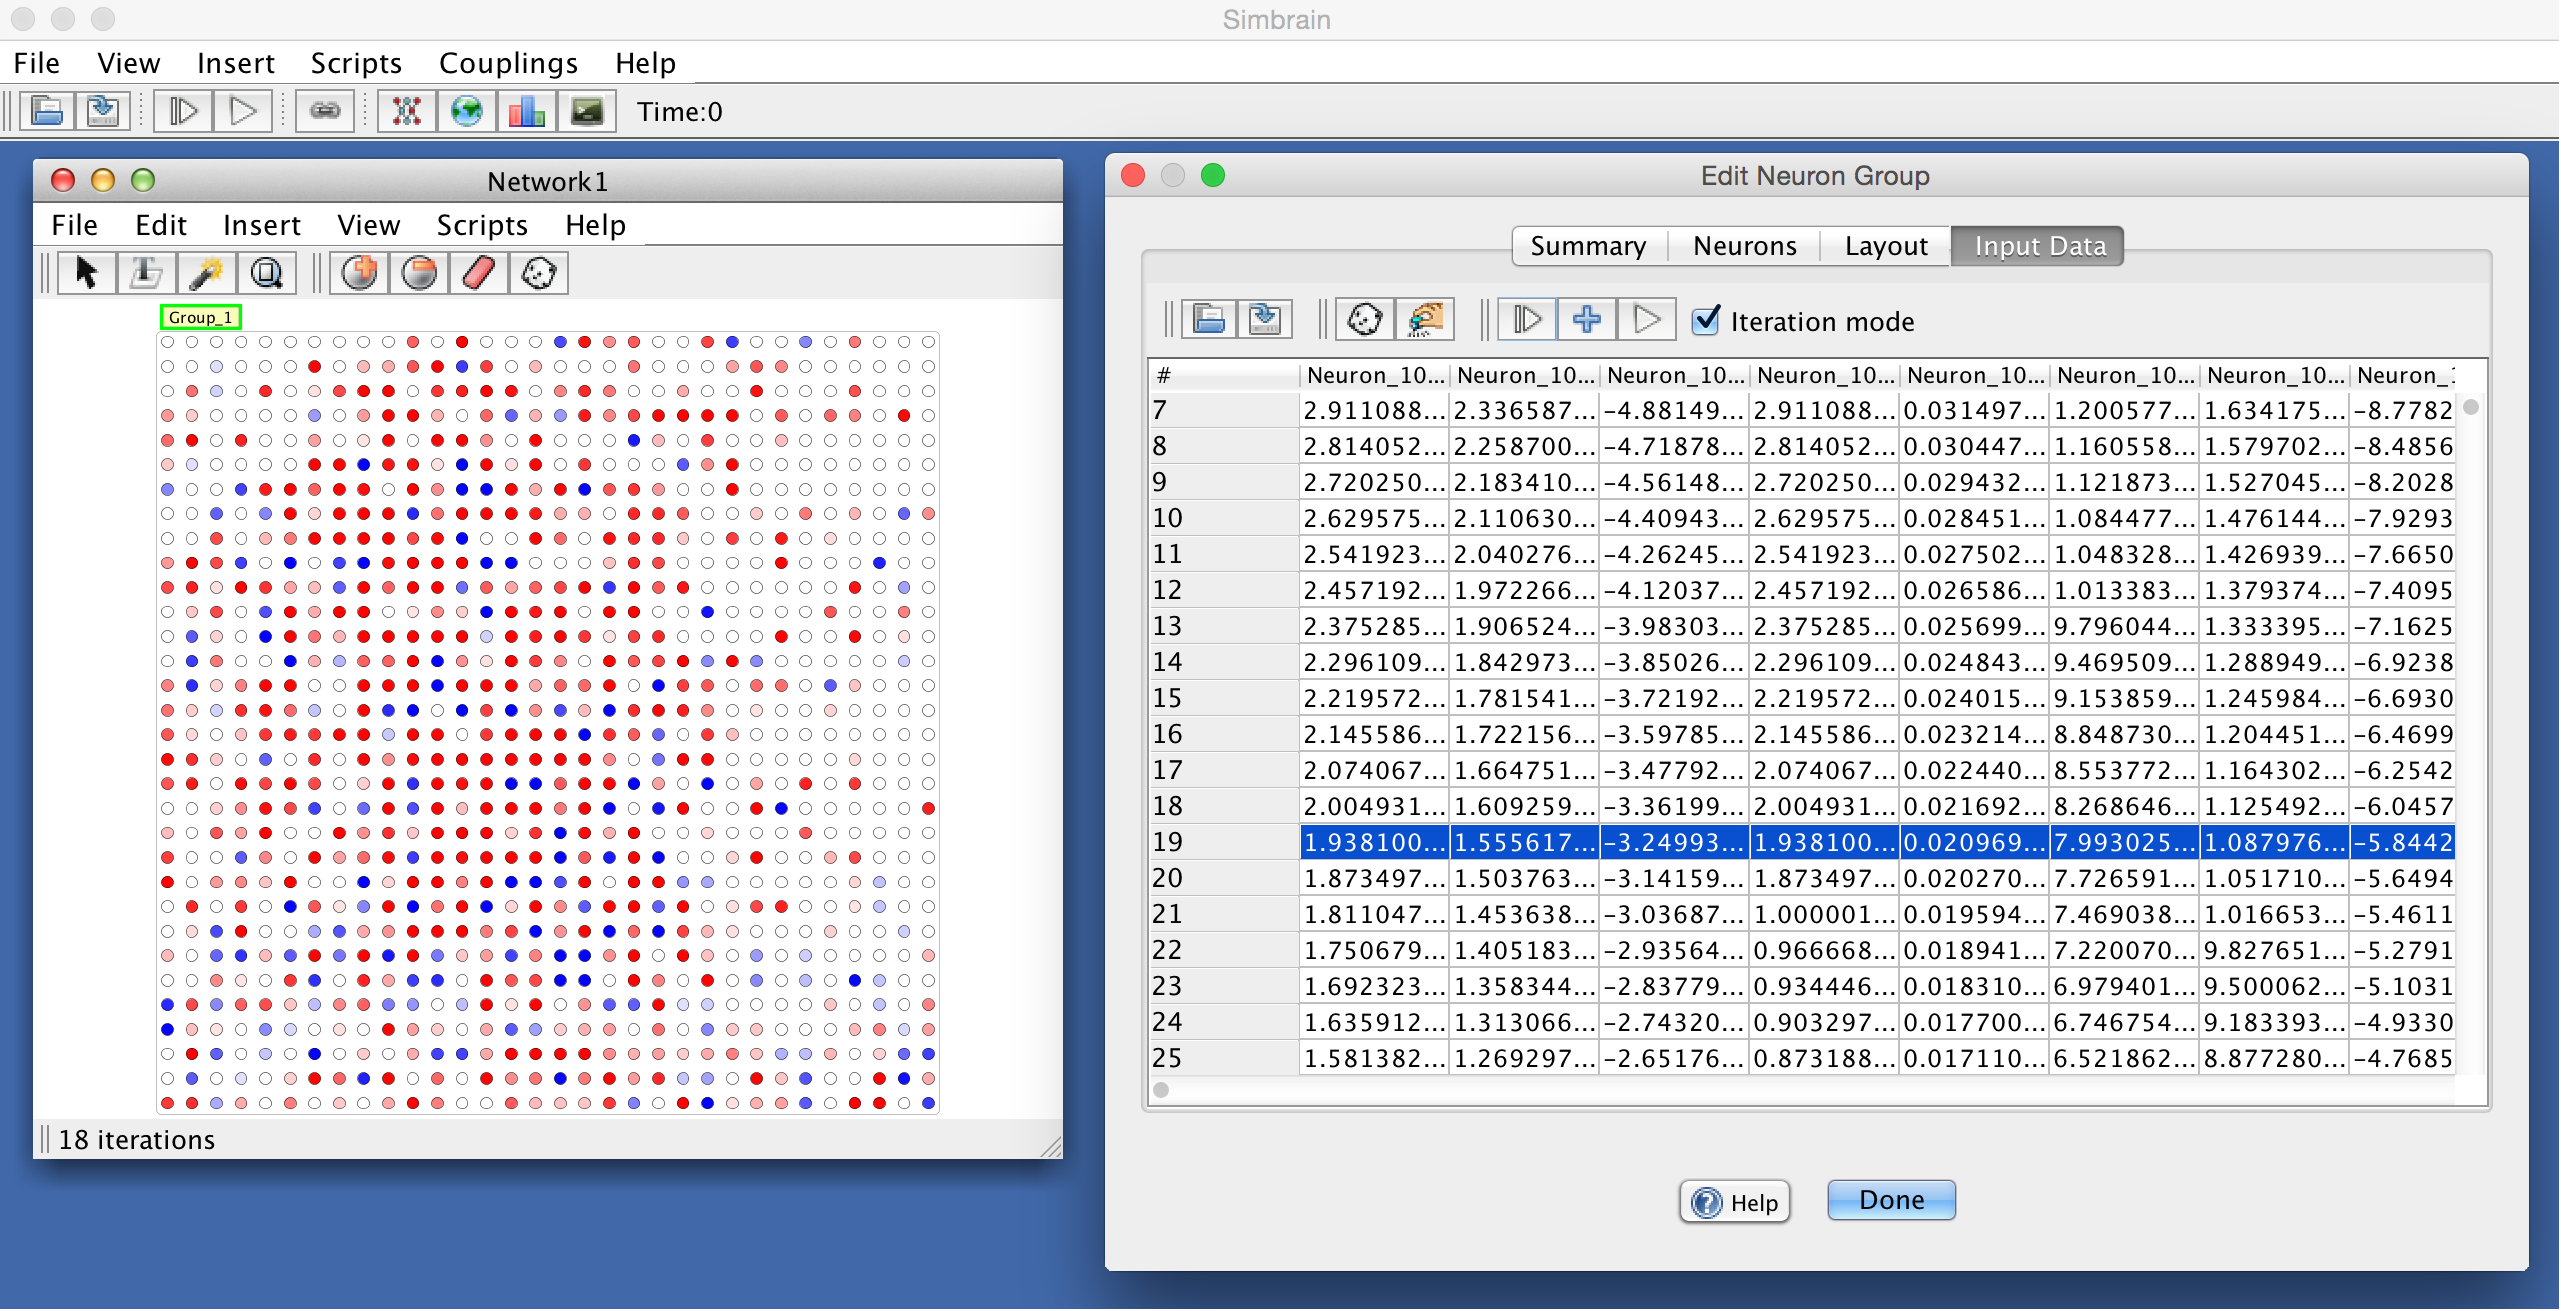 Simbrain
File View Insert Scripts Couplings Help
Time:0
Network1
File Edit Insert View Scripts Help
Group_1
18 iterations
Edit Neuron Group
Summary Neurons Layout Input Data
Iteration mode
# Neuron_10... Neuron_10... Neuron_10... Neuron_10... Neuron_10... Neuron_10... Neuron_10... Neuron_1
7 2.911088... 2.336587... -4.88149... 2.911088... 0.031497... 1.200577... 1.634175... -8.7782
8 2.814052... 2.258700... -4.71878... 2.814052... 0.030447... 1.160558... 1.579702... -8.4856
9 2.720250... 2.183410... -4.56148... 2.720250... 0.029432... 1.121873... 1.527045... -8.2028
10 2.629575... 2.110630... -4.40943... 2.629575... 0.028451... 1.084477... 1.476144... -7.9293
11 2.541923... 2.040276... -4.26245... 2.541923... 0.027502... 1.048328... 1.426939... -7.6650
12 2.457192... 1.972266... -4.12037... 2.457192... 0.026586... 1.013383... 1.379374... -7.4095
13 2.375285... 1.906524... -3.98303... 2.375285... 0.025699... 9.796044... 1.333395... -7.1625
14 2.296109... 1.842973... -3.85026... 2.296109... 0.024843... 9.469509... 1.288949... -6.9238
15 2.219572... 1.781541... -3.72192... 2.219572... 0.024015... 9.153859... 1.245984... -6.6930
16 2.145586... 1.722156... -3.59785... 2.145586... 0.023214... 8.848730... 1.204451... -6.4699
17 2.074067... 1.664751... -3.47792... 2.074067... 0.022440... 8.553772... 1.164302... -6.2542
18 2.004931... 1.609259... -3.36199... 2.004931... 0.021692... 8.268646... 1.125492... -6.0457
19 1.938100... 1.555617... -3.24993... 1.938100... 0.020969... 7.993025... 1.087976... -5.8442
20 1.873497... 1.503763... -3.14159... 1.873497... 0.020270... 7.726591... 1.051710... -5.6494
21 1.811047... 1.453638... -3.03687... 1.000001... 0.019594... 7.469038... 1.016653... -5.4611
22 1.750679... 1.405183... -2.93564... 0.966668... 0.018941... 7.220070... 9.827651... -5.2791
23 1.692323... 1.358344... -2.83779... 0.934446... 0.018310... 6.979401... 9.500062... -5.1031
24 1.635912... 1.313066... -2.74320... 0.903297... 0.017700... 6.746754... 9.183393... -4.9330
25 1.581382... 1.269297... -2.65176... 0.873188... 0.017110... 6.521862... 8.877280... -4.7685
Help Done